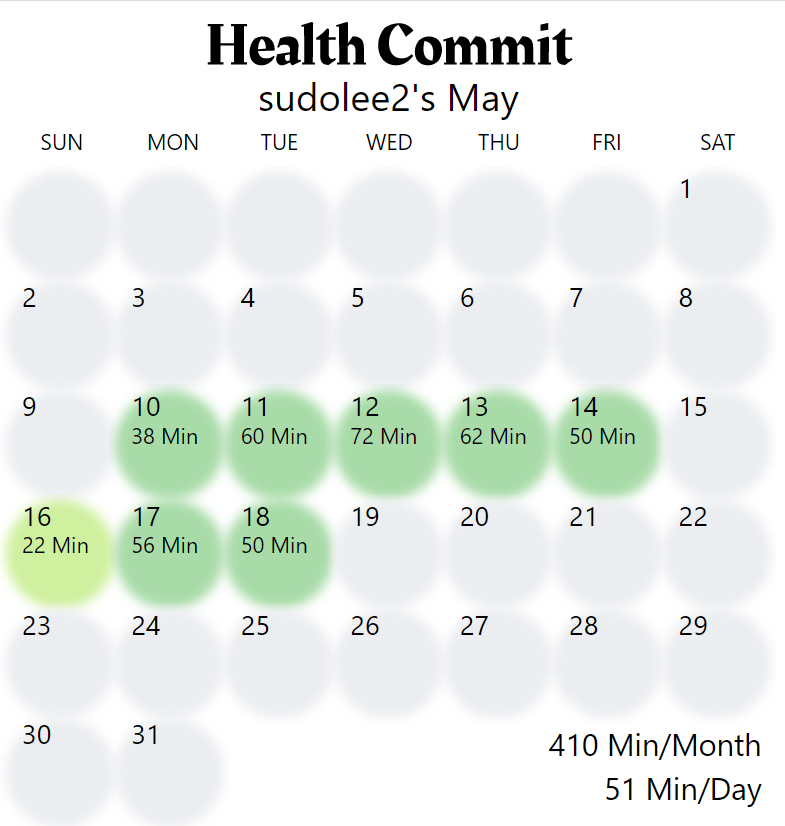 Health Commit
sudolee2's May
SUN MON TUE WED THU FRI SAT
1
2 3 4 5 6 7 8
9 10 11 12 13 14 15
38 Min 60 Min 72 Min 62 Min 50 Min
16 17 18 19 20 21 22
22 Min 56 Min 50 Min
23 24 25 26 27 28 29
30 31
410 Min/Month
51 Min/Day